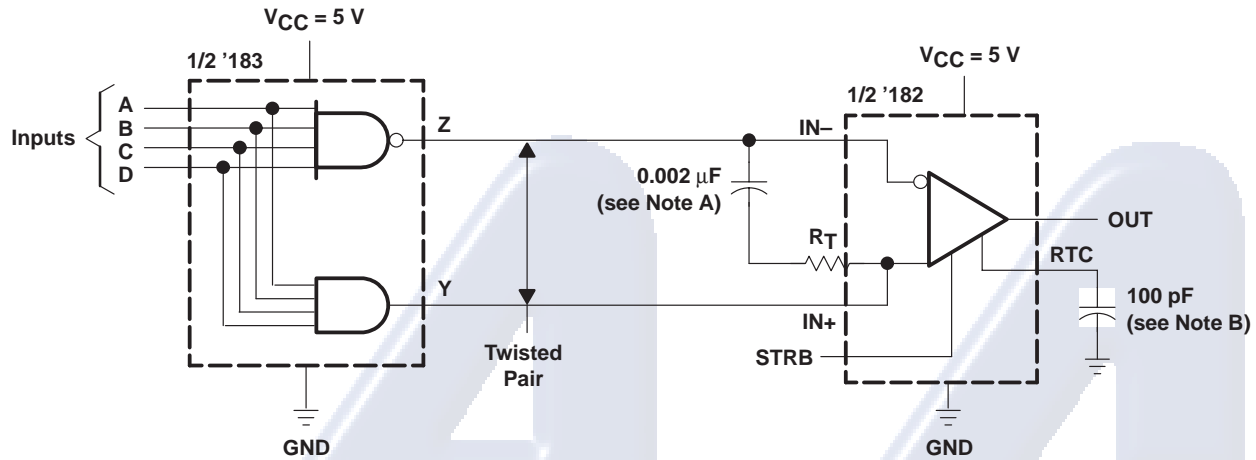 VCC = 5 V
1/2 '183
Inputs
A
B
C
D
Z
Y
Twisted
Pair
GND
0.002 μF
(see Note A)
RT
IN–
IN+
VCC = 5 V
1/2 '182
OUT
RTC
100 pF
(see Note B)
STRB
GND